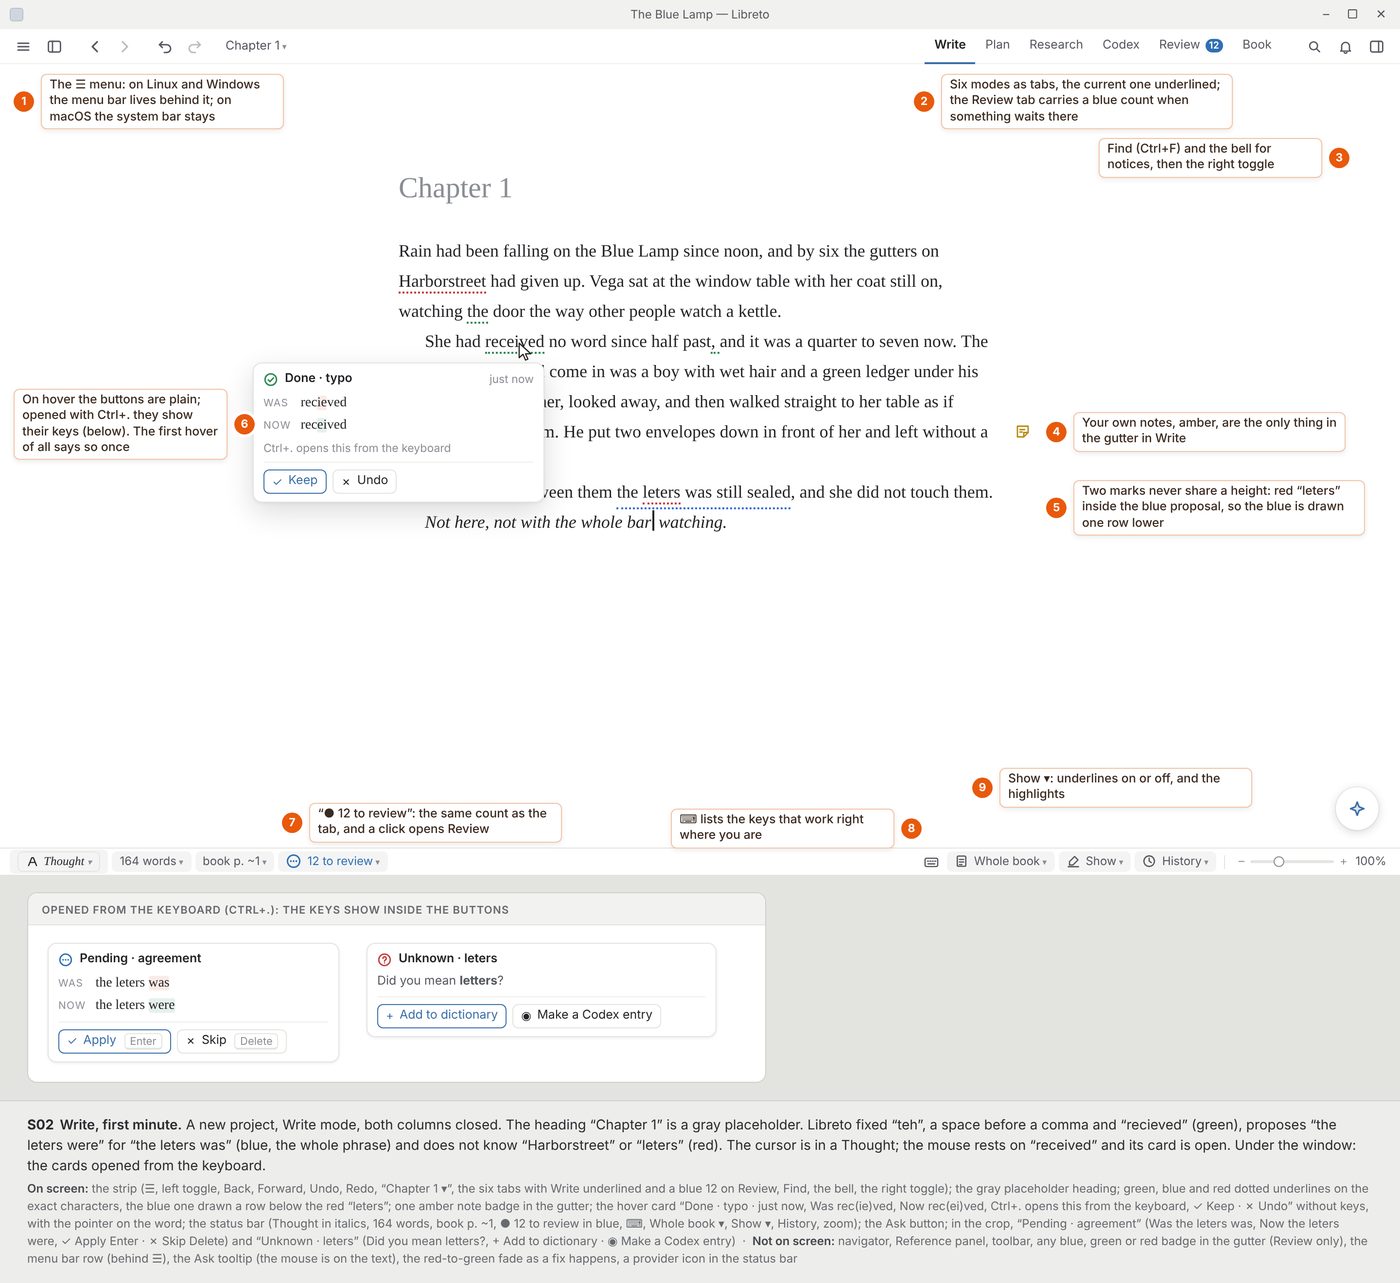 The Blue Lamp — Libreto
Chapter 1 ▾
Write Plan Research Codex Review 12 Book
1 The ☰ menu: on Linux and Windows
the menu bar lives behind it; on
macOS the system bar stays
2 Six modes as tabs, the current one underlined;
the Review tab carries a blue count when
something waits there
Find (Ctrl+F) and the bell for
notices, then the right toggle 3
Chapter 1
Rain had been falling on the Blue Lamp since noon, and by six the gutters on
Harborstreet had given up. Vega sat at the window table with her coat still on,
watching the door the way other people watch a kettle.
She had received no word since half past, and it was a quarter to seven now. The
come in was a boy with wet hair and a green ledger under his
her, looked away, and then walked straight to her table as if
m. He put two envelopes down in front of her and left without a
veen them the leters was still sealed, and she did not touch them.
Not here, not with the whole bar watching.
Done · typo just now
WAS recieved
NOW received
Ctrl+. opens this from the keyboard
✓ Keep × Undo
On hover the buttons are plain;
opened with Ctrl+. they show
their keys (below). The first hover
of all says so once
6
4 Your own notes, amber, are the only thing in
the gutter in Write
5 Two marks never share a height: red “leters”
inside the blue proposal, so the blue is drawn
one row lower
9 Show ▾: underlines on or off, and the
highlights
7 “● 12 to review”: the same count as the
tab, and a click opens Review
⌨ lists the keys that work right
where you are 8
A Thought ▾ 164 words ▾ book p. ~1 ▾ 12 to review ▾ Whole book ▾ Show ▾ History ▾ − + 100%
OPENED FROM THE KEYBOARD (CTRL+.): THE KEYS SHOW INSIDE THE BUTTONS
Pending · agreement
WAS the leters was
NOW the leters were
✓ Apply Enter × Skip Delete
Unknown · leters
Did you mean letters?
+ Add to dictionary ◉ Make a Codex entry
S02 Write, first minute. A new project, Write mode, both columns closed. The heading “Chapter 1” is a gray placeholder. Libreto fixed “teh”, a space before a comma and “recieved” (green), proposes “the
leters were” for “the leters was” (blue, the whole phrase) and does not know “Harborstreet” or “leters” (red). The cursor is in a Thought; the mouse rests on “received” and its card is open. Under the window:
the cards opened from the keyboard.
On screen: the strip (☰, left toggle, Back, Forward, Undo, Redo, “Chapter 1 ▾”, the six tabs with Write underlined and a blue 12 on Review, Find, the bell, the right toggle); the gray placeholder heading; green, blue and red dotted underlines on the
exact characters, the blue one drawn a row below the red “leters”; one amber note badge in the gutter; the hover card “Done · typo · just now, Was rec(ie)ved, Now rec(ei)ved, Ctrl+. opens this from the keyboard, ✓ Keep · × Undo” without keys,
with the pointer on the word; the status bar (Thought in italics, 164 words, book p. ~1, ● 12 to review in blue, ⌨, Whole book ▾, Show ▾, History, zoom); the Ask button; in the crop, “Pending · agreement” (Was the leters was, Now the leters
were, ✓ Apply Enter · × Skip Delete) and “Unknown · leters” (Did you mean letters?, + Add to dictionary · ◉ Make a Codex entry) · Not on screen: navigator, Reference panel, toolbar, any blue, green or red badge in the gutter (Review only), the
menu bar row (behind ☰), the Ask tooltip (the mouse is on the text), the red-to-green fade as a fix happens, a provider icon in the status bar